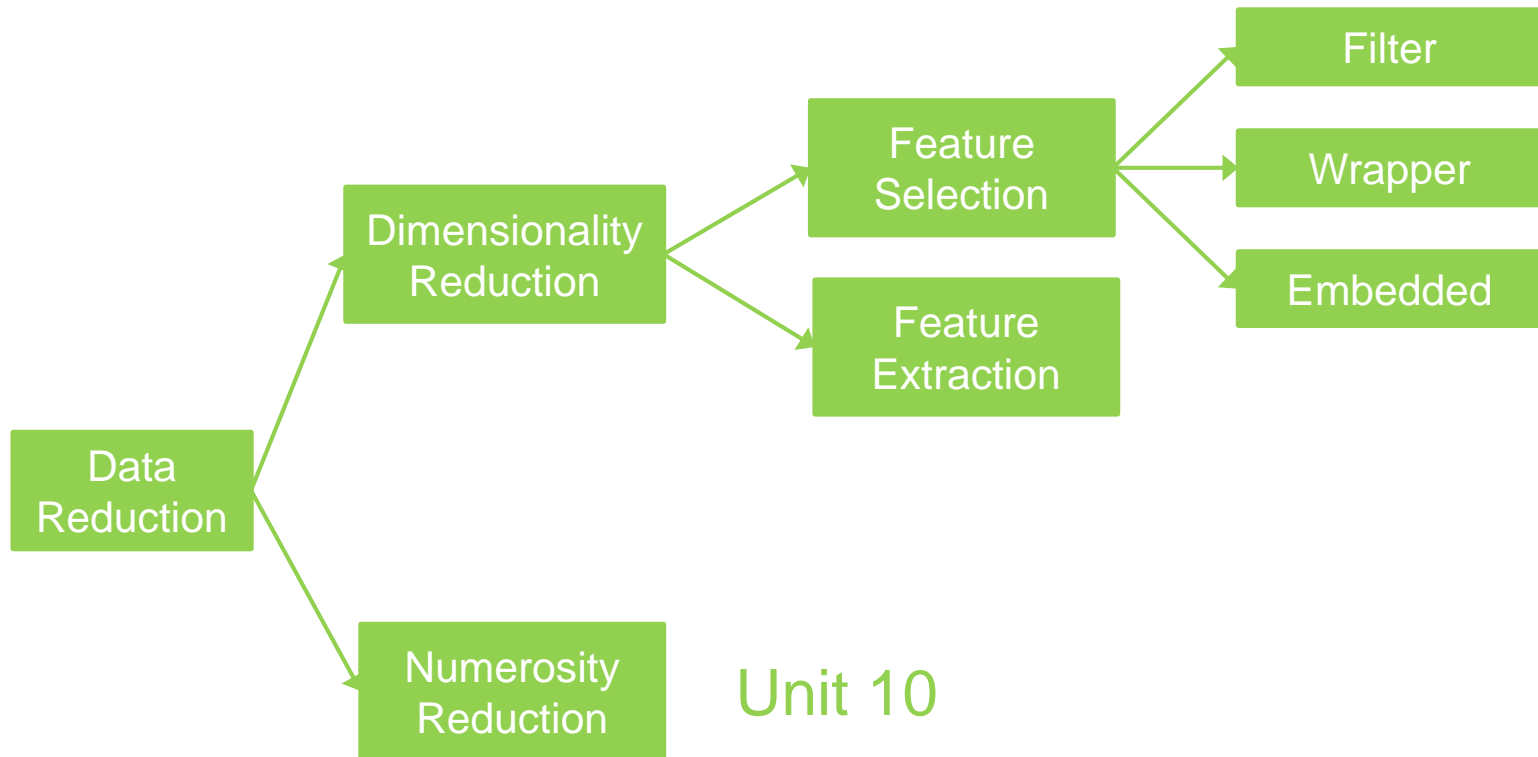 Filter
Feature
Selection
Wrapper
Dimensionality
Reduction
Embedded
Feature
Extraction
Data
Reduction
Numerosity
Reduction
Unit 10